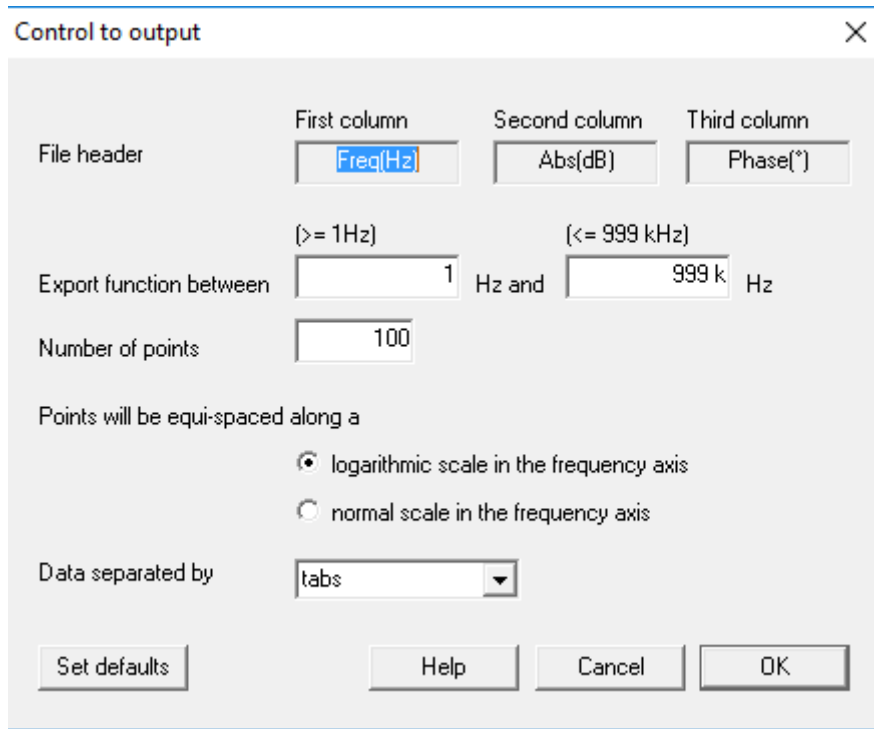 Control to output
First column Second column Third column
File header Freq(Hz) Abs(dB) Phase(°)
(>= 1Hz) (<= 999 kHz)
Export function between 1 Hz and 999 k Hz
Number of points 100
Points will be equi-spaced along a
logarithmic scale in the frequency axis
normal scale in the frequency axis
Data separated by tabs
Set defaults Help Cancel OK